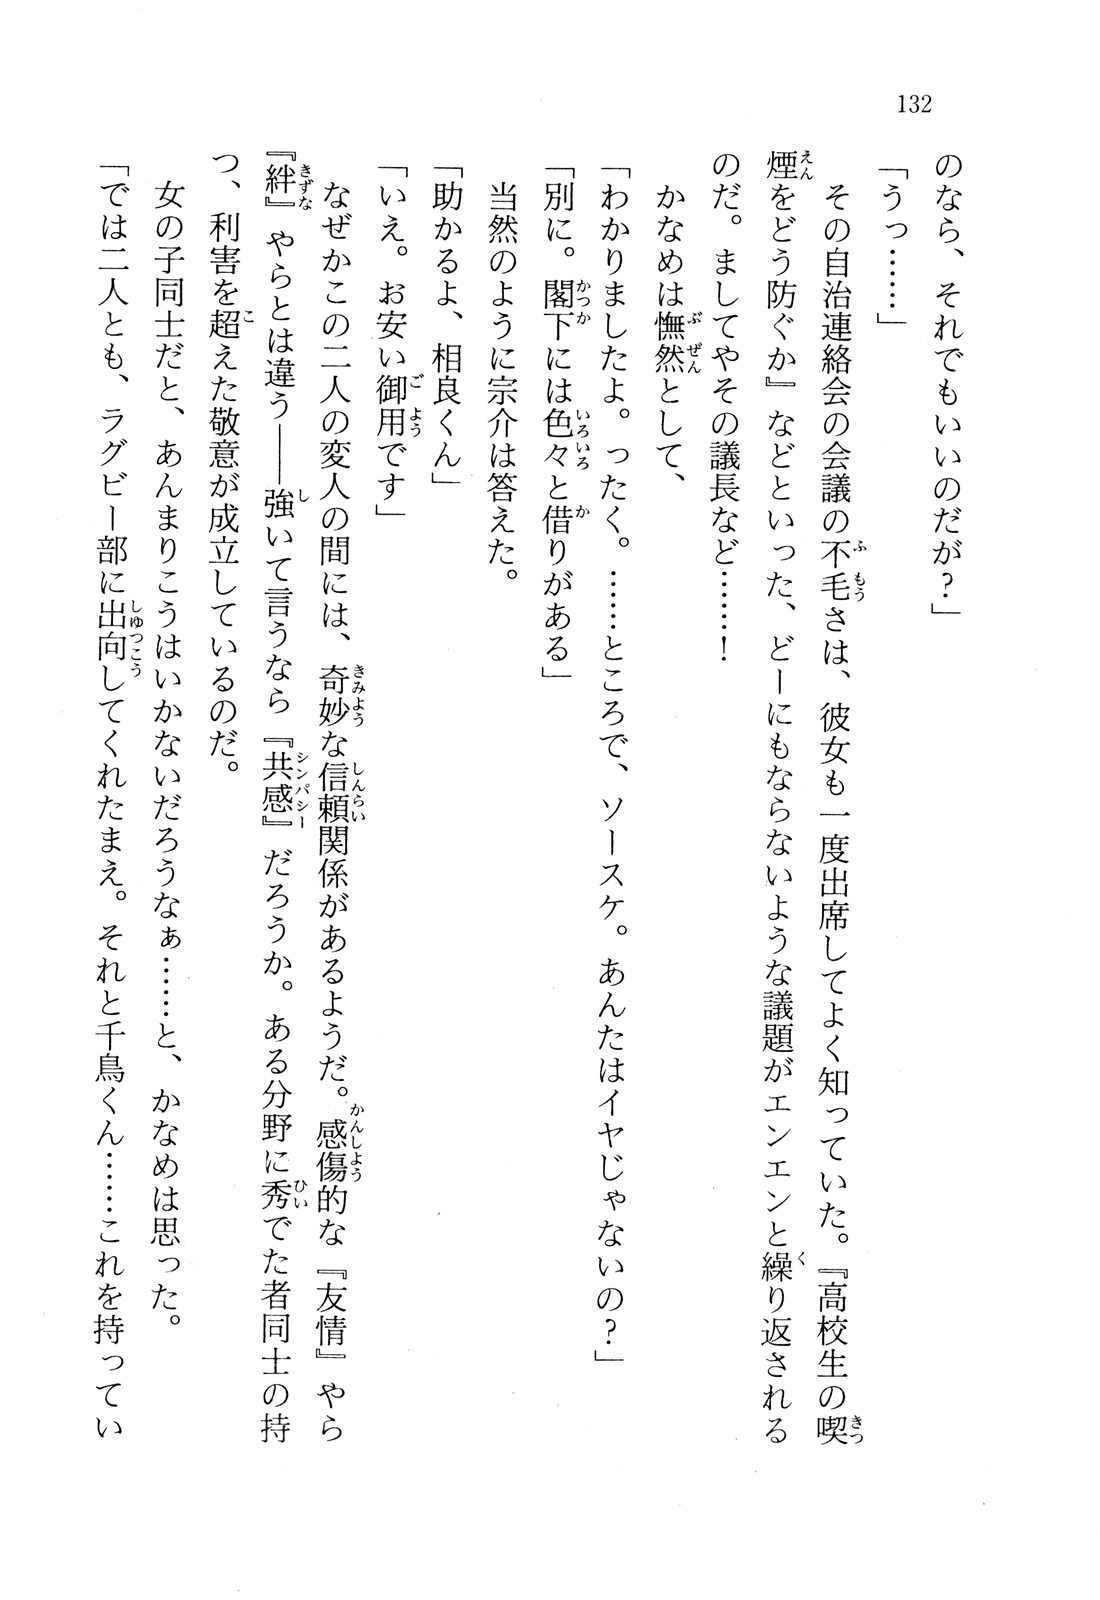 132
のなら、それでもいいのだが？」
「うっ……」
　その自治連絡会の会議の不毛さは、彼女も一度出席してよく知っていた。『高校生の喫
煙をどう防ぐか』などといった、どーにもならないような議題がエンエンと繰り返される
のだ。ましてやその議長など……！
　かなめは憮然として、
「わかりましたよ。ったく。……ところで、ソースケ。あんたはイヤじゃないの？」
「別に。閣下には色々と借りがある」
　当然のように宗介は答えた。
「助かるよ、相良くん」
「いえ。お安い御用です」
　なぜかこの二人の変人の間には、奇妙な信頼関係があるようだ。感傷的な『友情』やら
『絆』やらとは違う――強いて言うなら『共感』だろうか。ある分野に秀でた者同士の持
つ、利害を超えた敬意が成立しているのだ。
　女の子同士だと、あんまりこうはいかないだろうなぁ……と、かなめは思った。
「では二人とも、ラグビー部に出向してくれたまえ。それと千鳥くん……これを持ってい